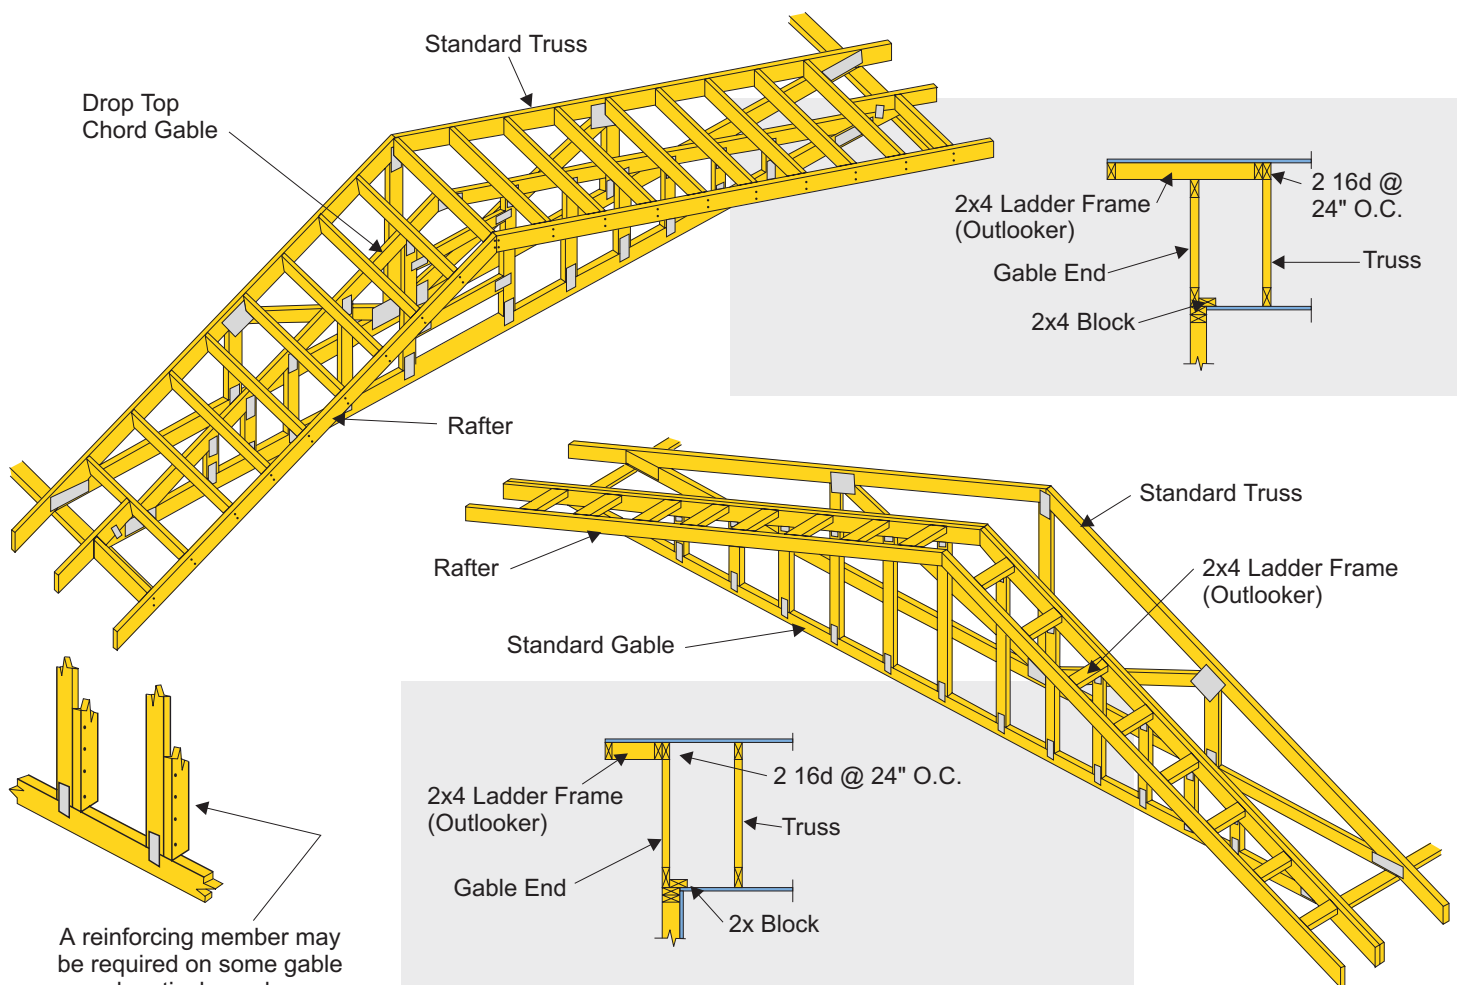 Standard Truss
Drop Top
Chord Gable
2x4 Ladder Frame
(Outlooker)
2 16d @
24" O.C.
Gable End
Truss
2x4 Block
Rafter
Standard Truss
Rafter
2x4 Ladder Frame
(Outlooker)
Standard Gable
2 16d @ 24" O.C.
2x4 Ladder Frame
(Outlooker)
Truss
Gable End
2x Block
A reinforcing member may
be required on some gable